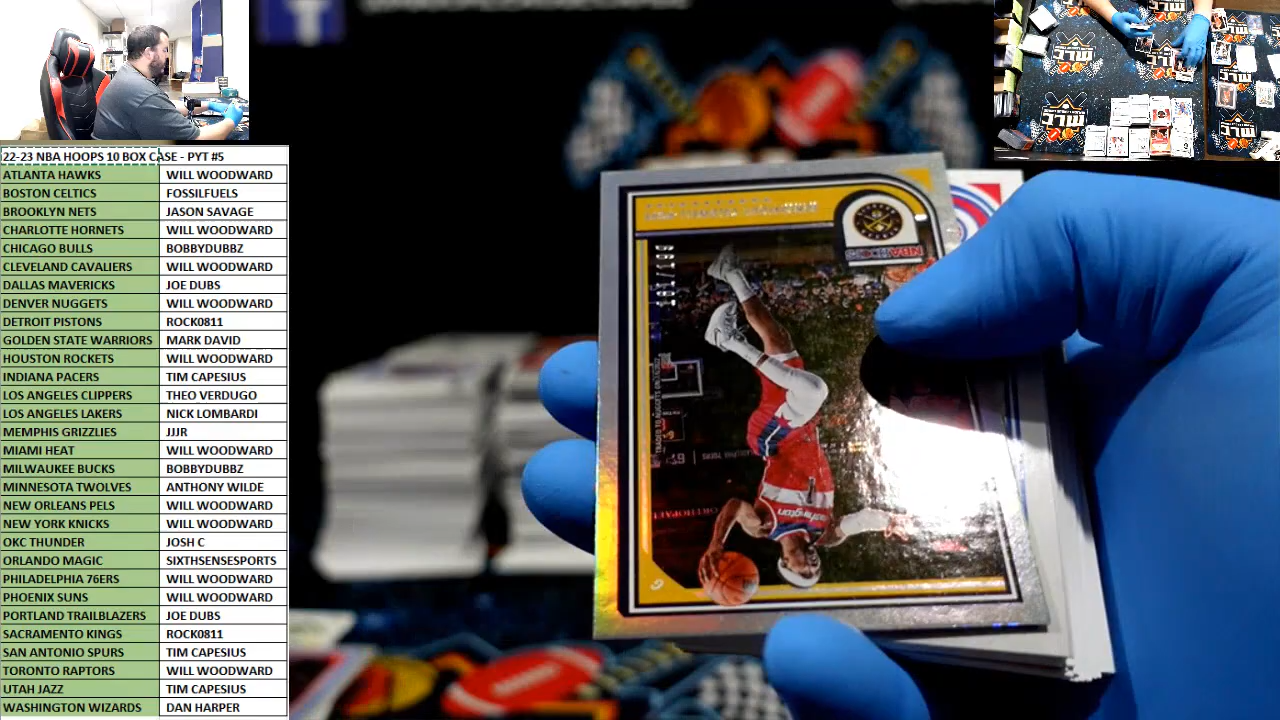 22-23 NBA HOOPS 10 BOX CASE - PYT #5
ATLANTA HAWKS WILL WOODWARD
BOSTON CELTICS FOSSILFUELS
BROOKLYN NETS JASON SAVAGE
CHARLOTTE HORNETS WILL WOODWARD
CHICAGO BULLS BOBBYDUBBZ
CLEVELAND CAVALIERS WILL WOODWARD
DALLAS MAVERICKS JOE DUBS
DENVER NUGGETS WILL WOODWARD
DETROIT PISTONS ROCK0811
GOLDEN STATE WARRIORS MARK DAVID
HOUSTON ROCKETS WILL WOODWARD
INDIANA PACERS TIM CAPESIUS
LOS ANGELES CLIPPERS THEO VERDUGO
LOS ANGELES LAKERS NICK LOMBARDI
MEMPHIS GRIZZLIES JJJR
MIAMI HEAT WILL WOODWARD
MILWAUKEE BUCKS BOBBYDUBBZ
MINNESOTA TWOLVES ANTHONY WILDE
NEW ORLEANS PELS WILL WOODWARD
NEW YORK KNICKS WILL WOODWARD
OKC THUNDER JOSH C
ORLANDO MAGIC SIXTHSENSESPORTS
PHILADELPHIA 76ERS WILL WOODWARD
PHOENIX SUNS WILL WOODWARD
PORTLAND TRAILBLAZERS JOE DUBS
SACRAMENTO KINGS ROCK0811
SAN ANTONIO SPURS TIM CAPESIUS
TORONTO RAPTORS WILL WOODWARD
UTAH JAZZ TIM CAPESIUS
WASHINGTON WIZARDS DAN HARPER
NBA HOOPS